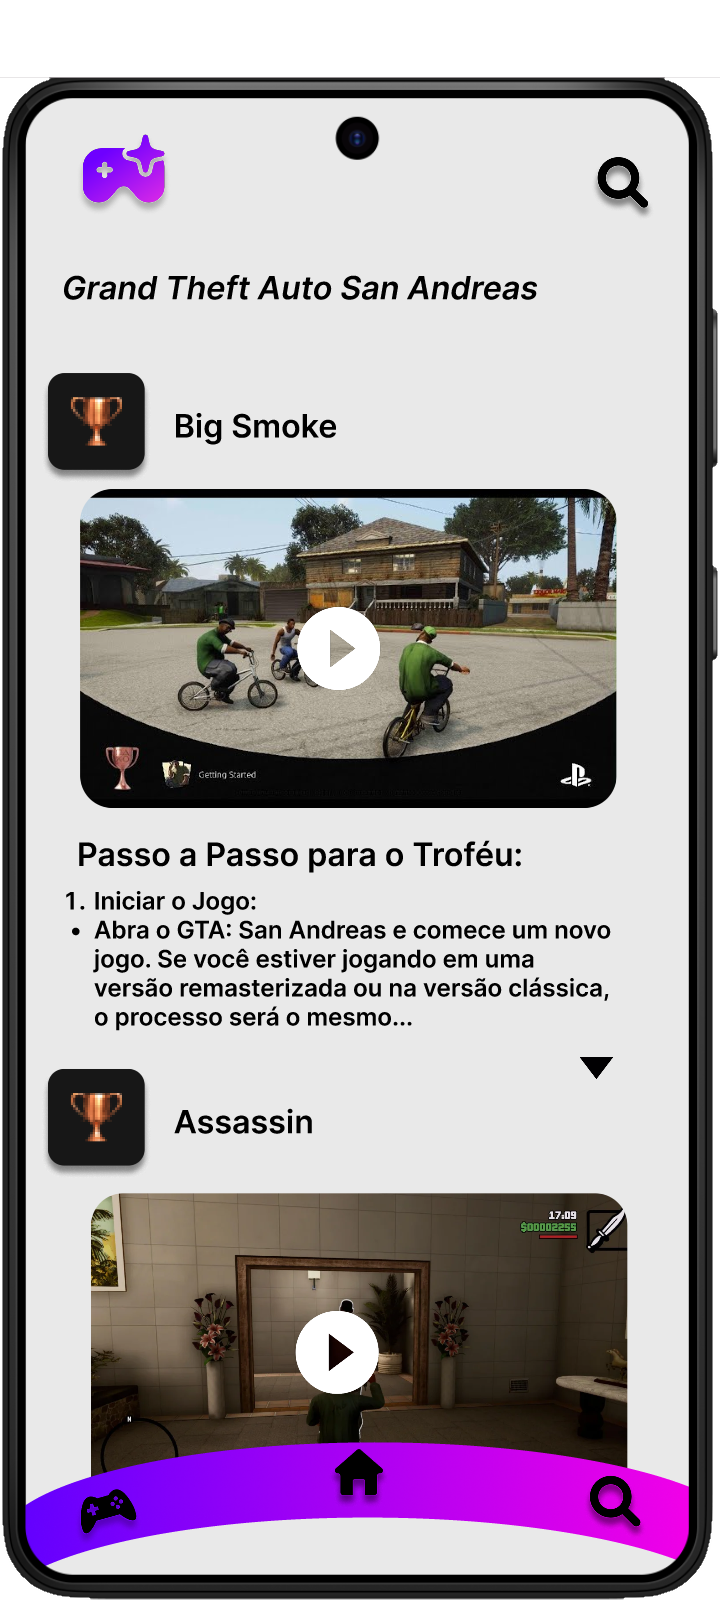 Grand Theft Auto San Andreas
Big Smoke
Getting Started
Passo a Passo para o Troféu:
1. Iniciar o Jogo:
• Abra o GTA: San Andreas e comece um novo
jogo. Se você estiver jogando em uma
versão remasterizada ou na versão clássica,
o processo será o mesmo...
Assassin
17:09
$00002255
N